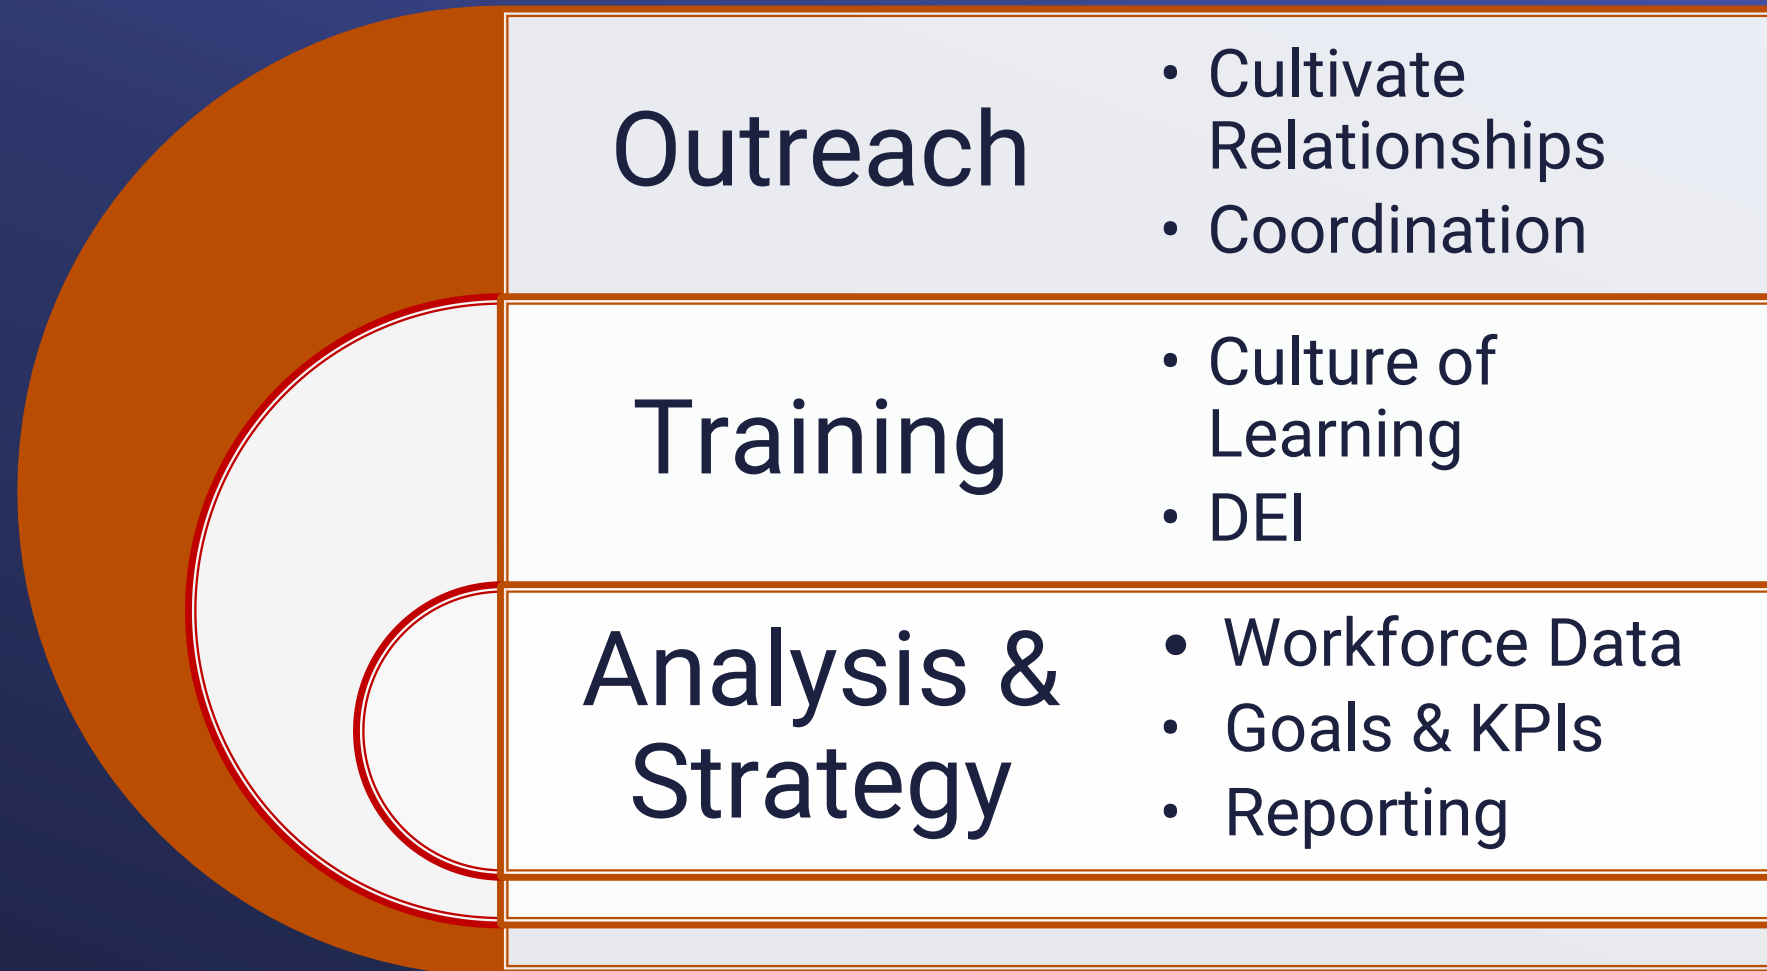 Outreach
• Cultivate
Relationships
• Coordination
Training
• Culture of
Learning
• DEI
Analysis &
Strategy
• Workforce Data
• Goals & KPIs
• Reporting